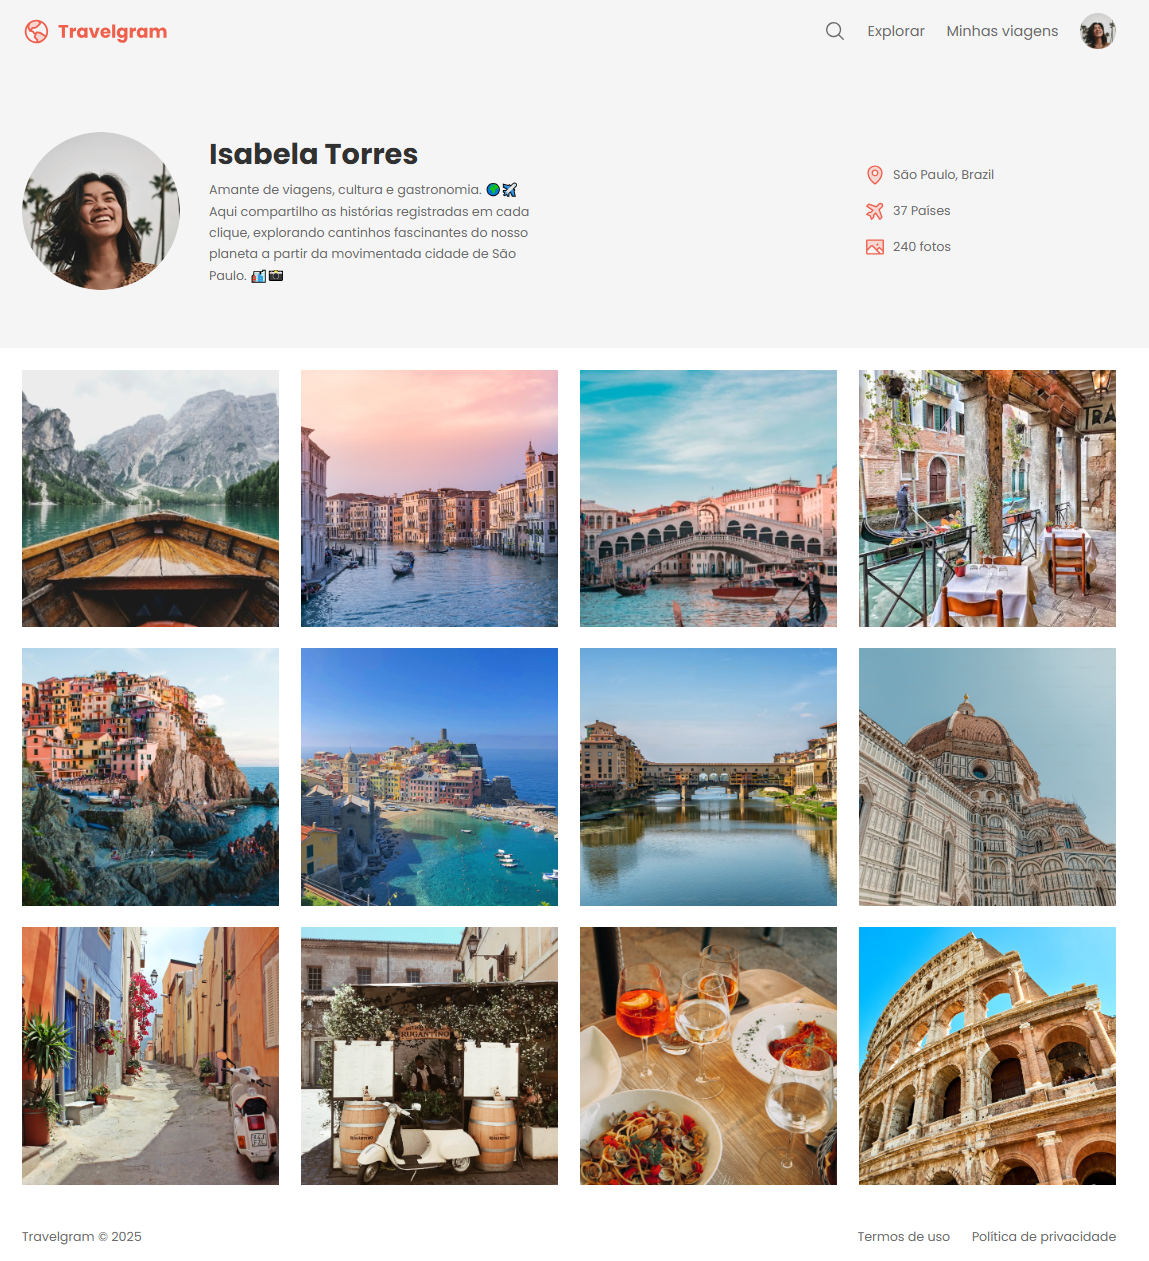 Travelgram
Explorar
Minhas viagens
Isabela Torres
Amante de viagens, cultura e gastronomia. 🌎✈️
Aqui compartilho as histórias registradas em cada
clique, explorando cantinhos fascinantes do nosso
planeta a partir da movimentada cidade de São
Paulo. 🏙️📸
São Paulo, Brazil
37 Países
240 fotos
TRA
Travelgram © 2025
Termos de uso
Política de privacidade